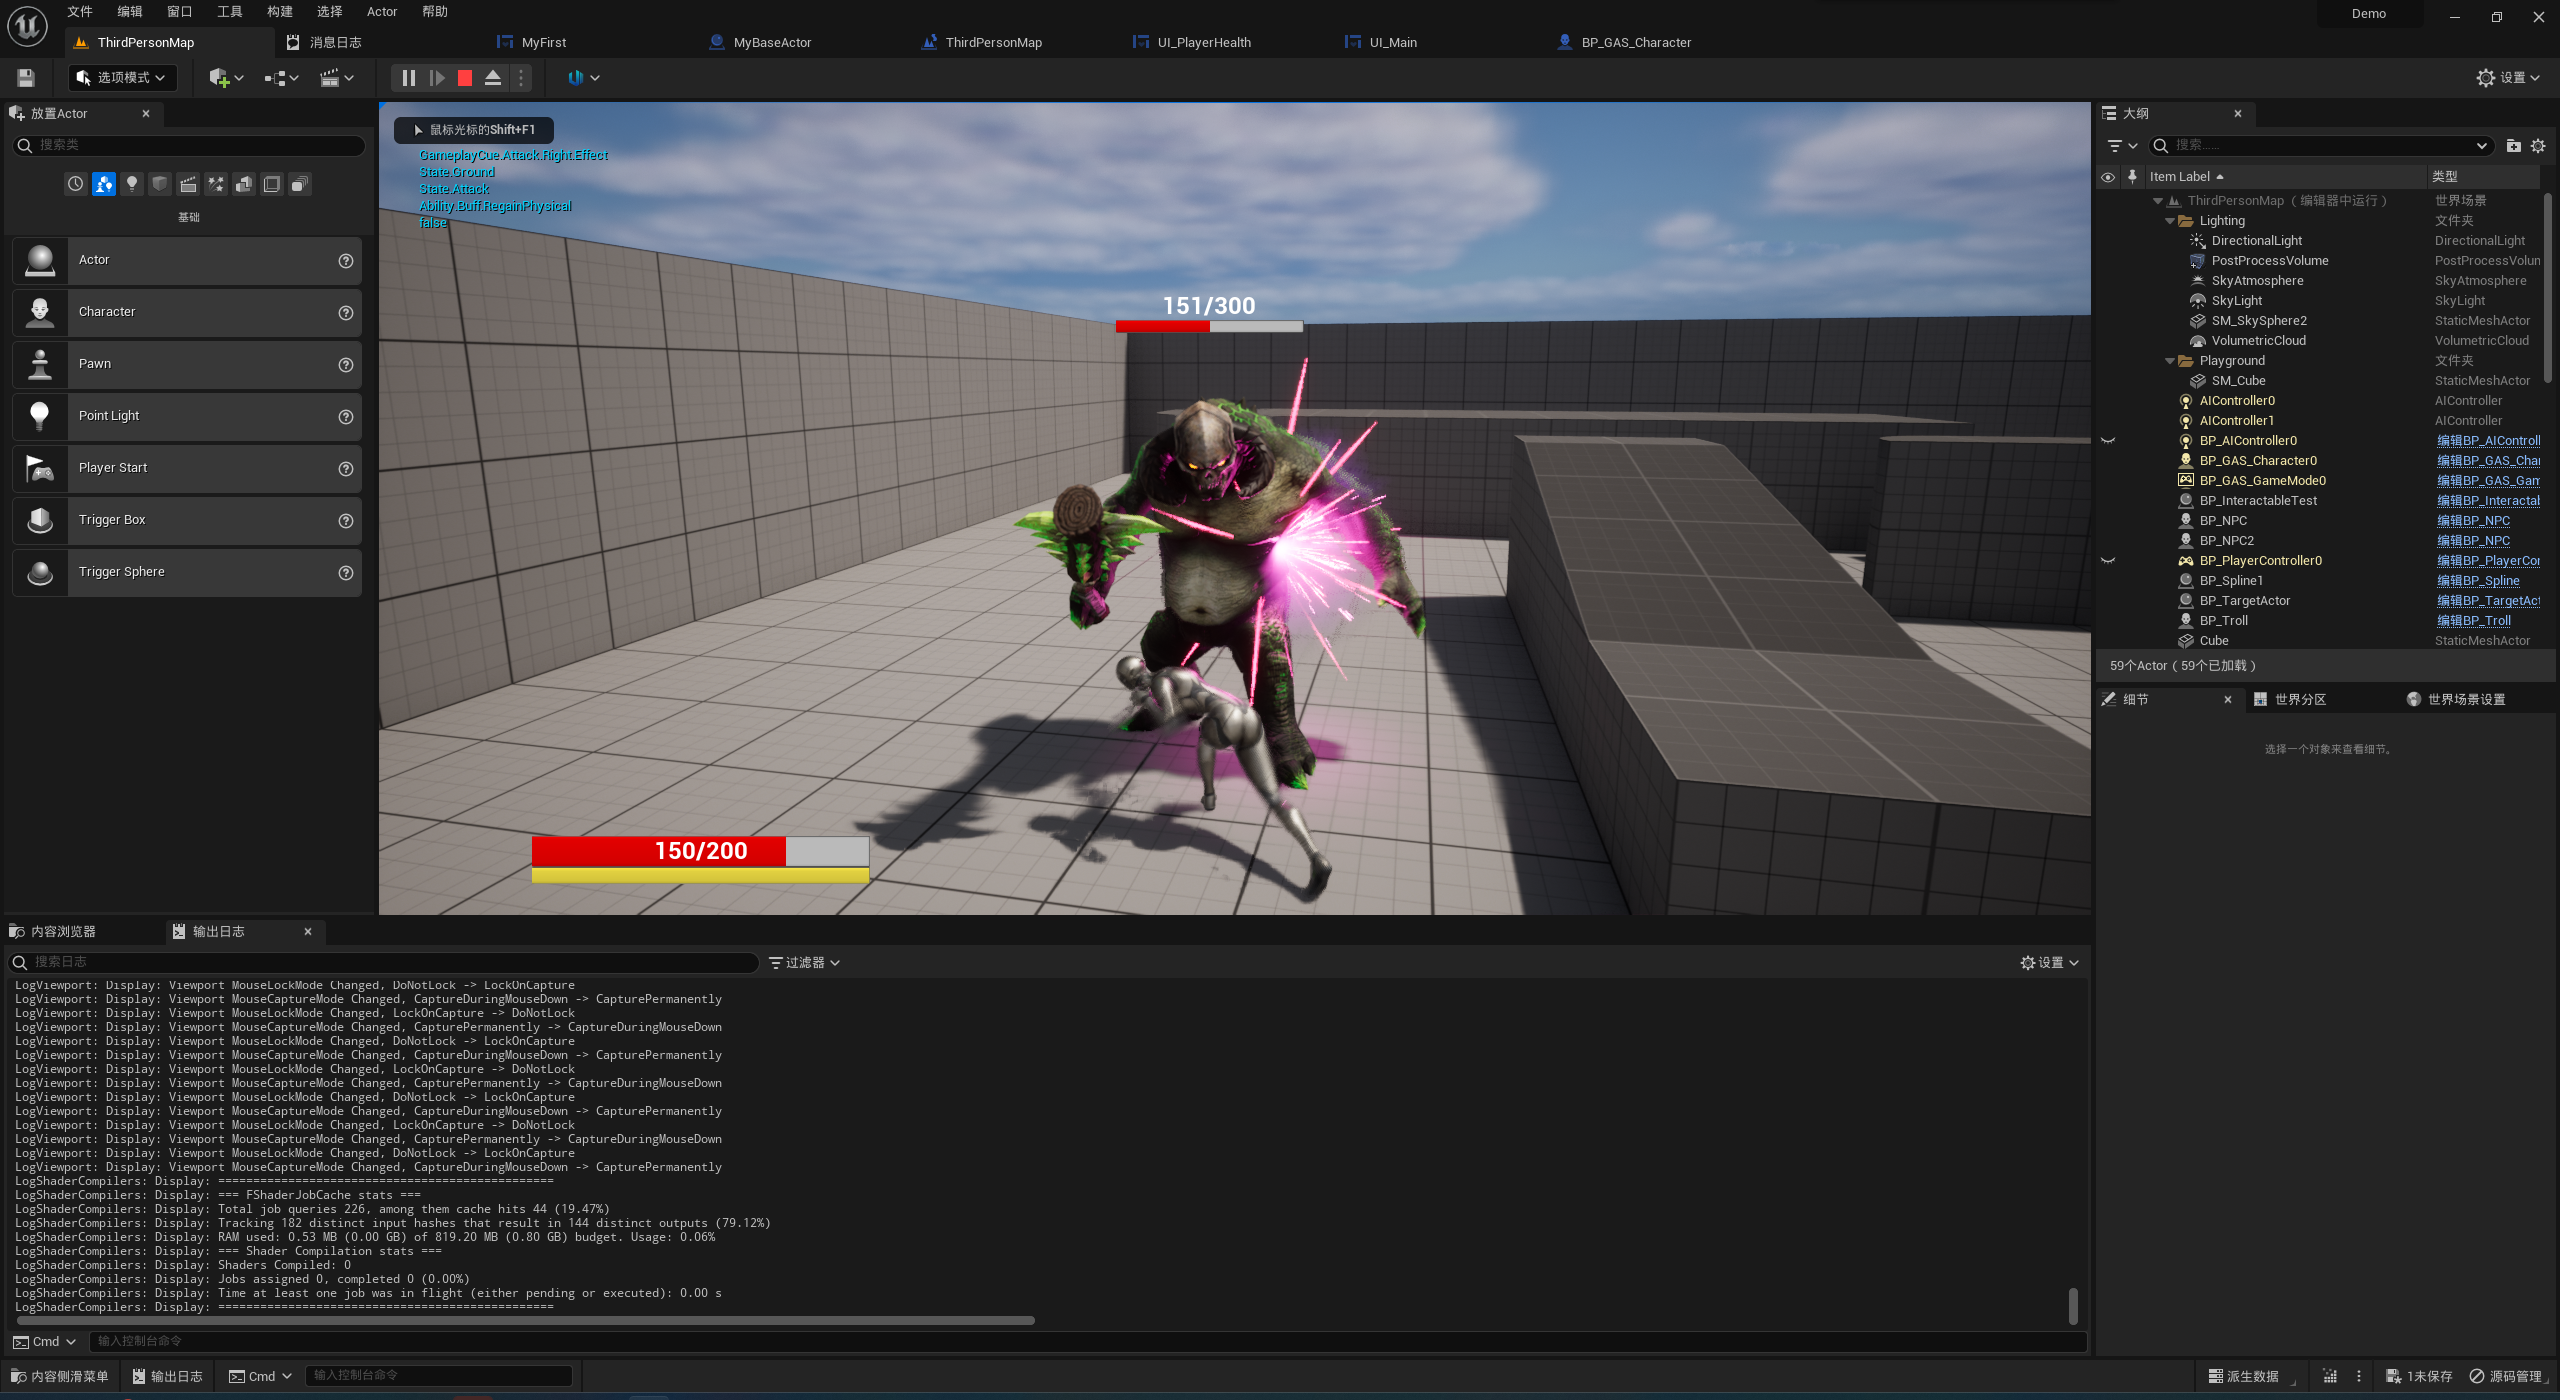 文件 编辑 窗口 工具 构建 选择 Actor 帮助
Demo
ThirdPersonMap
消息日志
MyFirst
MyBaseActor
ThirdPersonMap
UI_PlayerHealth
UI_Main
BP_GAS_Character
选项模式
设置
放置Actor
搜索类
基础
Actor
Character
Pawn
Point Light
Player Start
Trigger Box
Trigger Sphere
鼠标光标的Shift+F1
GameplayCue.Attack.Right.Effect
State.Ground
State.Attack
Ability.Buff.RegainPhysical
false
151/300
150/200
大纲
搜索......
Item Label 类型
ThirdPersonMap（编辑器中运行） 世界场景
Lighting 文件夹
DirectionalLight DirectionalLight
PostProcessVolume PostProcessVolun
SkyAtmosphere SkyAtmosphere
SkyLight SkyLight
SM_SkySphere2 StaticMeshActor
VolumetricCloud VolumetricCloud
Playground 文件夹
SM_Cube StaticMeshActor
AIController0 AIController
AIController1 AIController
BP_AIController0 编辑BP_AIControll
BP_GAS_Character0 编辑BP_GAS_Char
BP_GAS_GameMode0 编辑BP_GAS_Gam
BP_InteractableTest 编辑BP_Interactab
BP_NPC 编辑BP_NPC
BP_NPC2 编辑BP_NPC
BP_PlayerController0 编辑BP_PlayerCor
BP_Spline1 编辑BP_Spline
BP_TargetActor 编辑BP_TargetAct
BP_Troll 编辑BP_Troll
Cube StaticMeshActor
59个Actor（59个已加载）
细节
世界分区
世界场景设置
选择一个对象来查看细节。
内容浏览器
输出日志
搜索日志
过滤器
设置
LogViewport: Display: Viewport MouseLockMode Changed, DoNotLock -> LockOnCapture
LogViewport: Display: Viewport MouseCaptureMode Changed, CaptureDuringMouseDown -> CapturePermanently
LogViewport: Display: Viewport MouseLockMode Changed, LockOnCapture -> DoNotLock
LogViewport: Display: Viewport MouseCaptureMode Changed, CapturePermanently -> CaptureDuringMouseDown
LogViewport: Display: Viewport MouseLockMode Changed, DoNotLock -> LockOnCapture
LogViewport: Display: Viewport MouseCaptureMode Changed, CaptureDuringMouseDown -> CapturePermanently
LogViewport: Display: Viewport MouseLockMode Changed, LockOnCapture -> DoNotLock
LogViewport: Display: Viewport MouseCaptureMode Changed, CapturePermanently -> CaptureDuringMouseDown
LogViewport: Display: Viewport MouseLockMode Changed, DoNotLock -> LockOnCapture
LogViewport: Display: Viewport MouseCaptureMode Changed, CaptureDuringMouseDown -> CapturePermanently
LogViewport: Display: Viewport MouseLockMode Changed, LockOnCapture -> DoNotLock
LogViewport: Display: Viewport MouseCaptureMode Changed, CapturePermanently -> CaptureDuringMouseDown
LogViewport: Display: Viewport MouseLockMode Changed, DoNotLock -> LockOnCapture
LogViewport: Display: Viewport MouseCaptureMode Changed, CaptureDuringMouseDown -> CapturePermanently
LogShaderCompilers: Display: ================================================
LogShaderCompilers: Display: === FShaderJobCache stats ===
LogShaderCompilers: Display: Total job queries 226, among them cache hits 44 (19.47%)
LogShaderCompilers: Display: Tracking 182 distinct input hashes that result in 144 distinct outputs (79.12%)
LogShaderCompilers: Display: RAM used: 0.53 MB (0.00 GB) of 819.20 MB (0.80 GB) budget. Usage: 0.06%
LogShaderCompilers: Display: === Shader Compilation stats ===
LogShaderCompilers: Display: Shaders Compiled: 0
LogShaderCompilers: Display: Jobs assigned 0, completed 0 (0.00%)
LogShaderCompilers: Display: Time at least one job was in flight (either pending or executed): 0.00 s
LogShaderCompilers: Display: ================================================
Cmd 输入控制台命令
内容侧滑菜单
输出日志
Cmd
输入控制台命令
派生数据
1未保存
源码管理